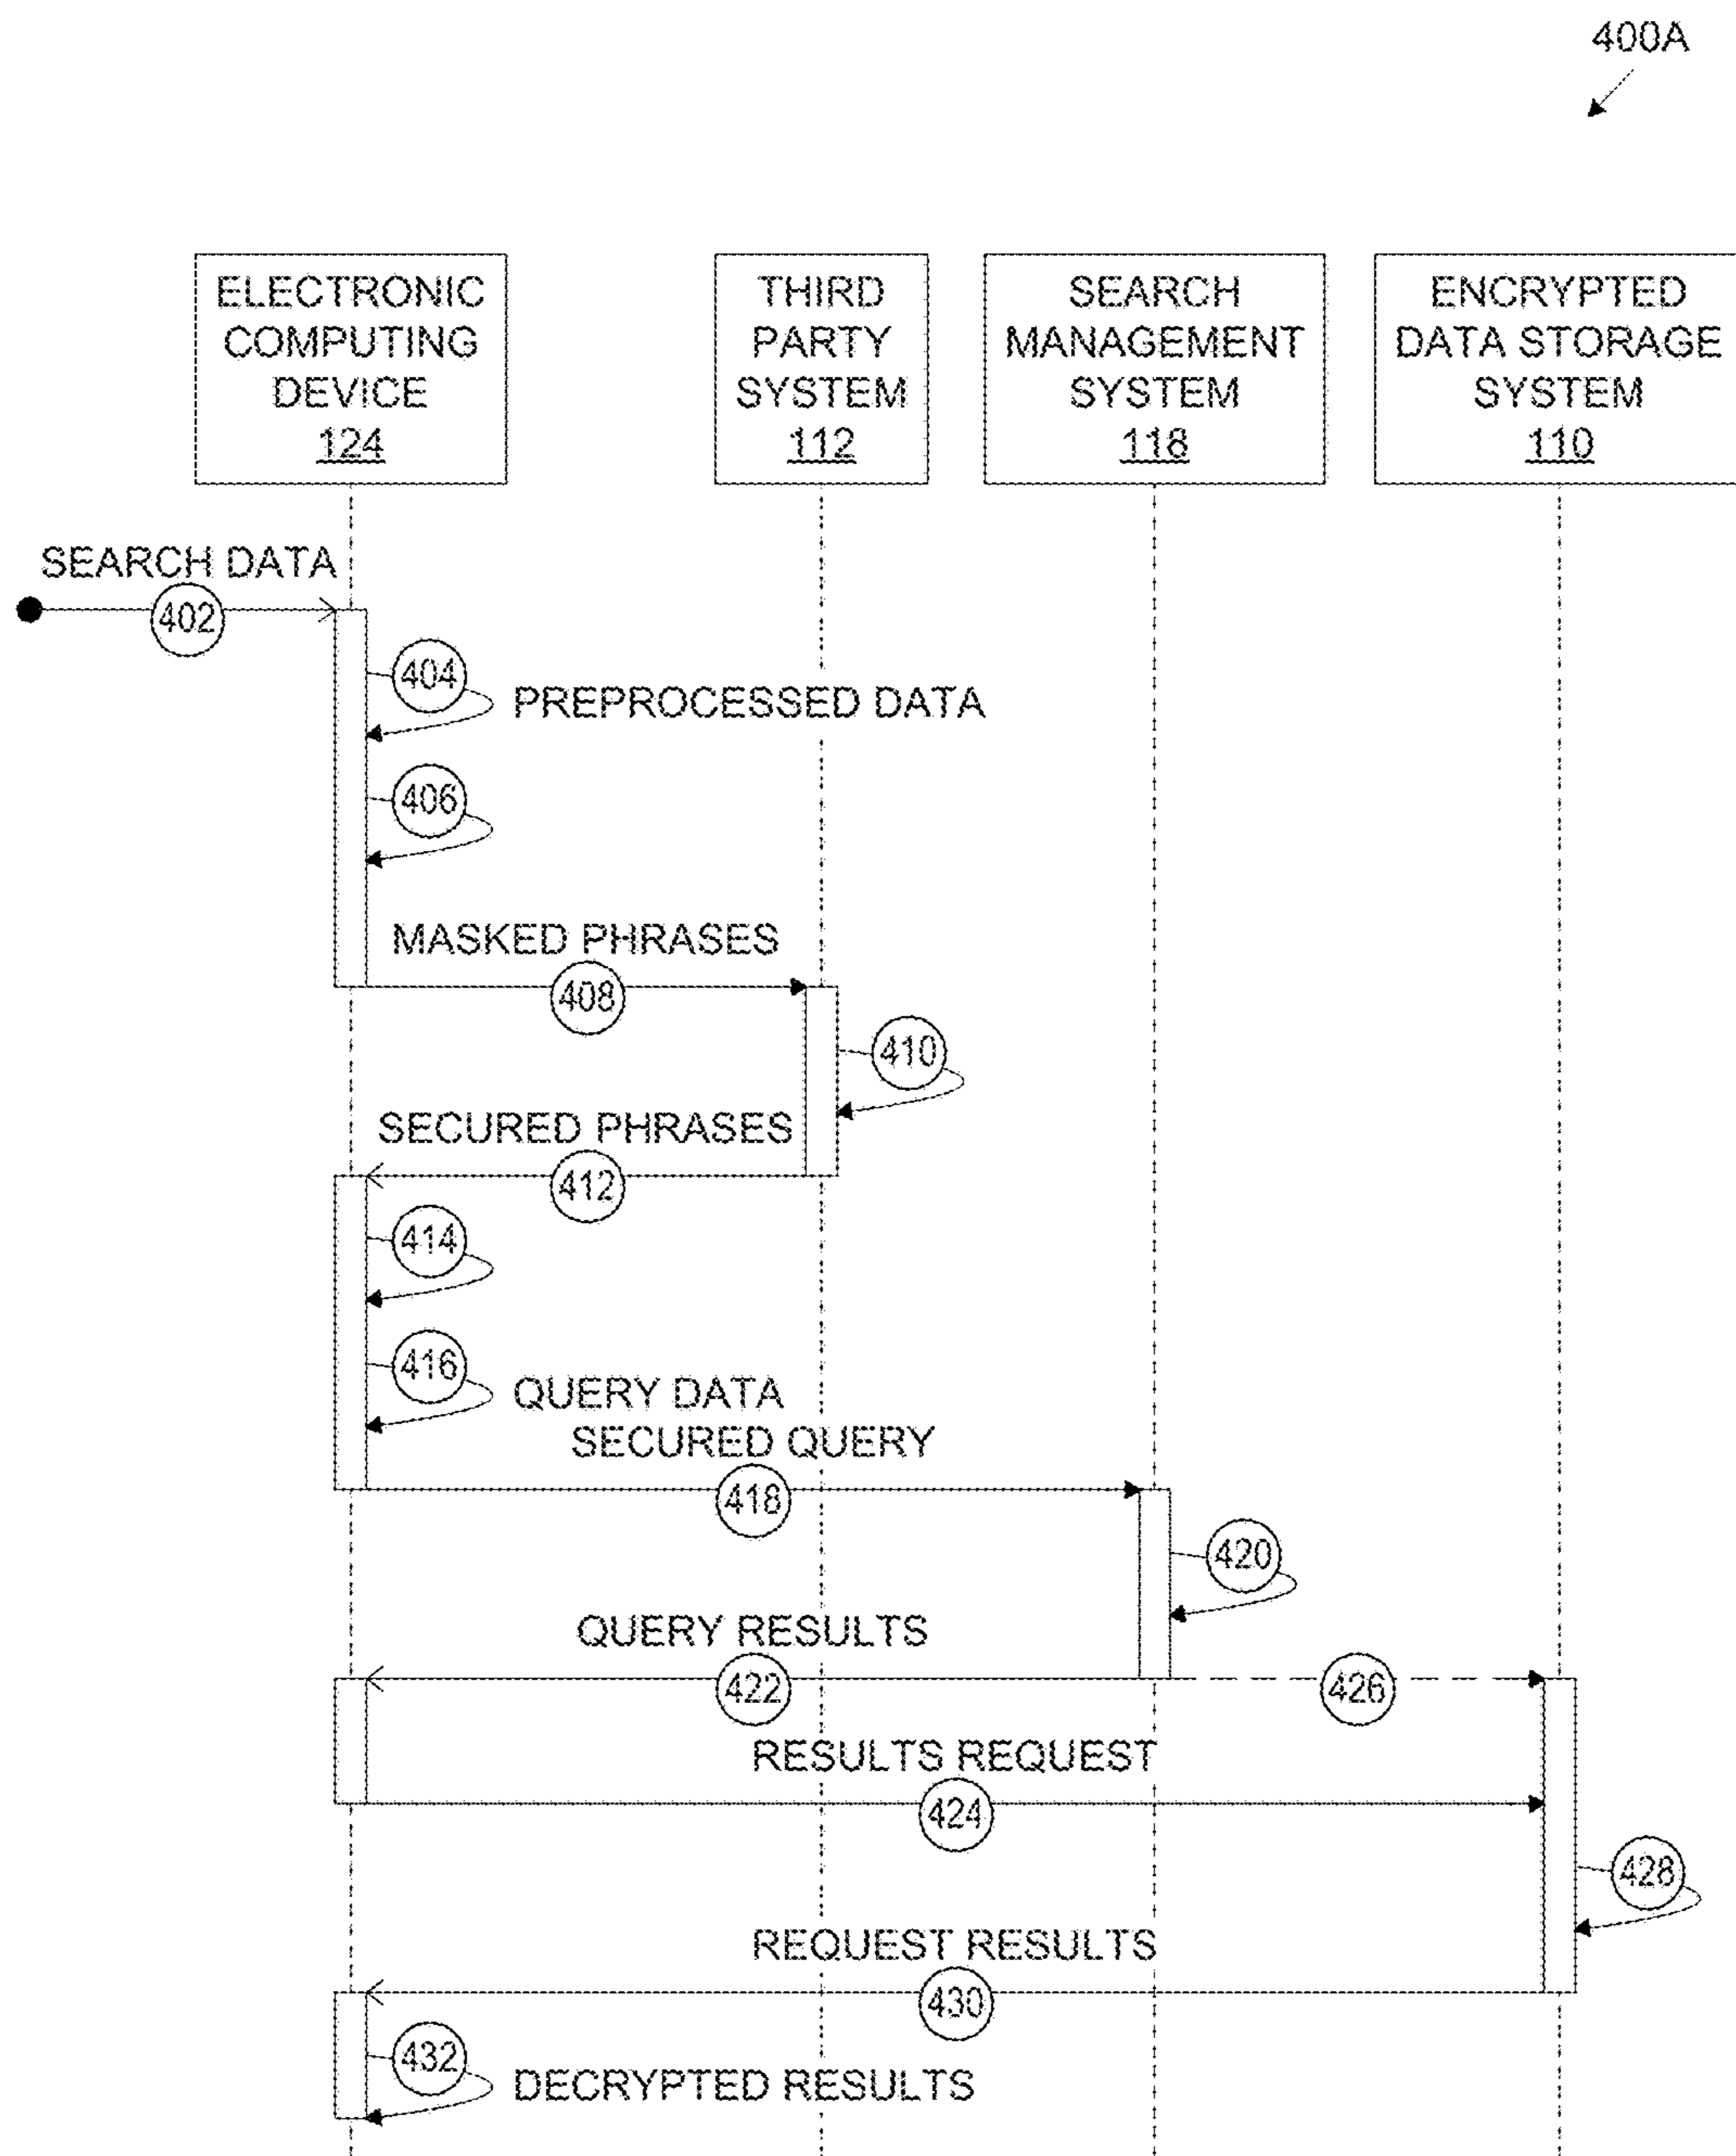 400A
ELECTRONIC
COMPUTING
DEVICE
124
THIRD
PARTY
SYSTEM
112
SEARCH
MANAGEMENT
SYSTEM
118
ENCRYPTED
DATA STORAGE
SYSTEM
110
SEARCH DATA
402
404
PREPROCESSED DATA
406
MASKED PHRASES
408
410
SECURED PHRASES
412
414
416
QUERY DATA
SECURED QUERY
418
420
QUERY RESULTS
422
426
RESULTS REQUEST
424
428
REQUEST RESULTS
430
432
DECRYPTED RESULTS